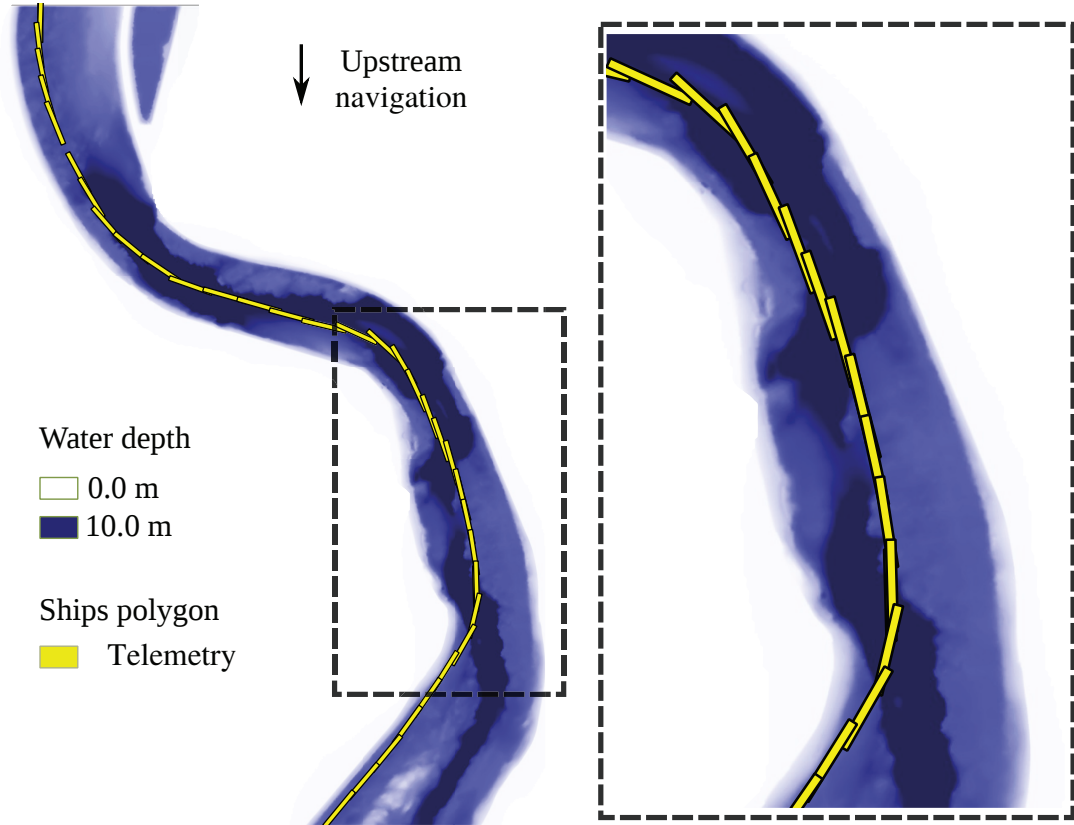 Upstream
navigation
Water depth
0.0 m
10.0 m
Ships polygon
Telemetry